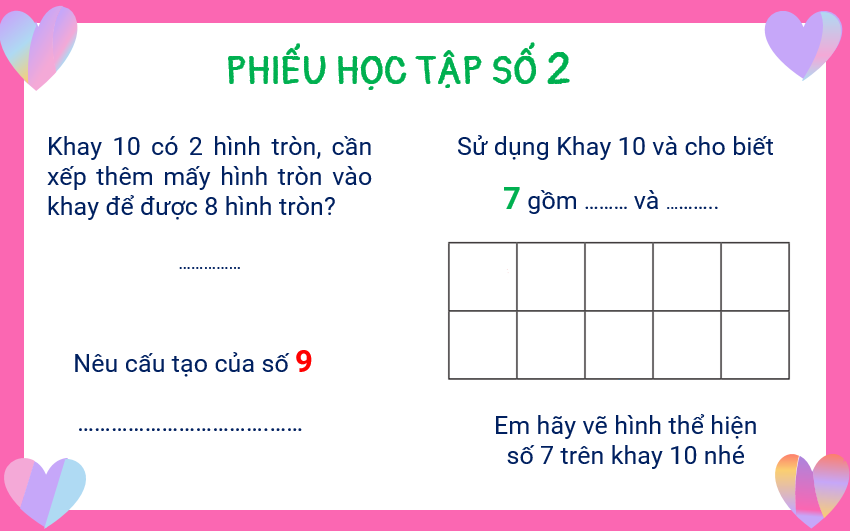 PHIẾU HỌC TẬP SỐ 2
Khay 10 có 2 hình tròn, cần
xếp thêm mấy hình tròn vào
khay để được 8 hình tròn?
……………
Nêu cấu tạo của số 9
…………………………….……
Sử dụng Khay 10 và cho biết
7 gồm ……… và ………..
Em hãy vẽ hình thể hiện
số 7 trên khay 10 nhé